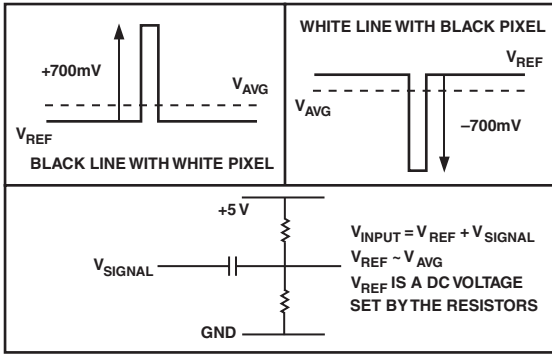 +700mV
V_AVG
V_REF
BLACK LINE WITH WHITE PIXEL
WHITE LINE WITH BLACK PIXEL
V_REF
V_AVG
–700mV
+5 V
V_SIGNAL
GND
V_INPUT = V_REF + V_SIGNAL
V_REF ~ V_AVG
V_REF IS A DC VOLTAGE
SET BY THE RESISTORS